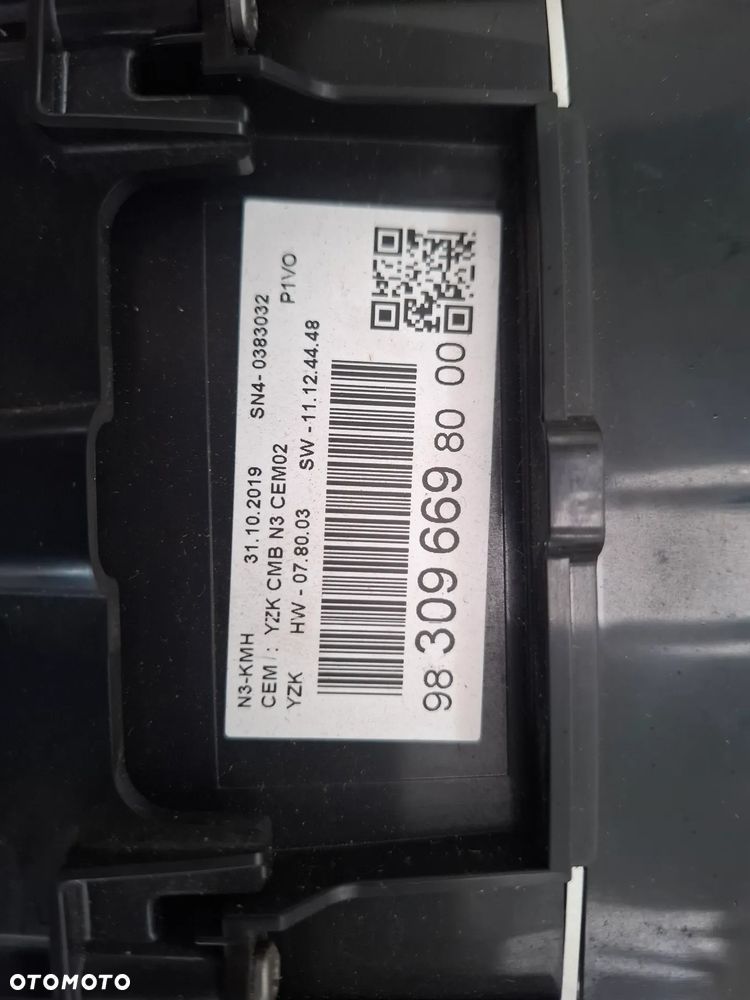 N3-KMH 31.10.2019 SN4- 0383032
CEM /: YZK CMB N3 CEM02 P1VO
YZK HW - 07.80.03 SW -11.12.44.48
98 309 669 80 00
OTOMOTO